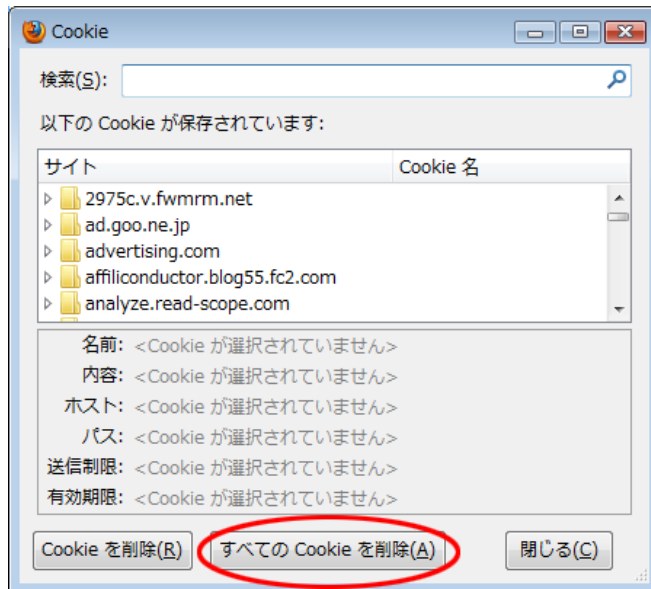 Cookie
検索(S):
以下の Cookie が保存されています:
サイト Cookie 名
2975c.v.fwmrm.net
ad.goo.ne.jp
advertising.com
affiliconductor.blog55.fc2.com
analyze.read-scope.com
名前: <Cookie が選択されていません>
内容: <Cookie が選択されていません>
ホスト: <Cookie が選択されていません>
パス: <Cookie が選択されていません>
送信制限: <Cookie が選択されていません>
有効期限: <Cookie が選択されていません>
Cookie を削除(R) すべての Cookie を削除(A) 閉じる(C)